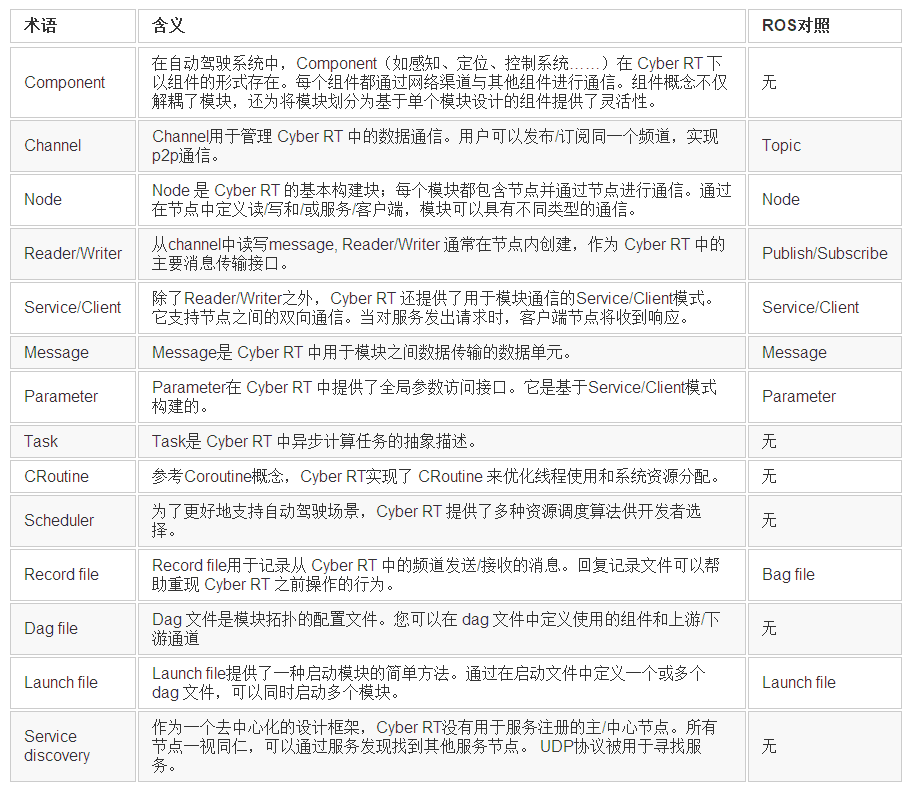 术语
含义
ROS对照
Component
在自动驾驶系统中，Component（如感知、定位、控制系统……）在 Cyber RT 下
以组件的形式存在。每个组件都通过网络渠道与其他组件进行通信。组件概念不仅
解耦了模块，还为将模块划分为基于单个模块设计的组件提供了灵活性。
无
Channel
Channel用于管理 Cyber RT 中的数据通信。用户可以发布/订阅同一个频道，实现
p2p通信。
Topic
Node
Node 是 Cyber RT 的基本构建块；每个模块都包含节点并通过节点进行通信。通过
在节点中定义读/写和/或服务/客户端，模块可以具有不同类型的通信。
Node
Reader/Writer
从channel中读写message, Reader/Writer 通常在节点内创建，作为 Cyber RT 中的
主要消息传输接口。
Publish/Subscribe
Service/Client
除了Reader/Writer之外，Cyber RT 还提供了用于模块通信的Service/Client模式。
它支持节点之间的双向通信。当对服务发出请求时，客户端节点将收到响应。
Service/Client
Message
Message是 Cyber RT 中用于模块之间数据传输的数据单元。
Message
Parameter
Parameter在 Cyber RT 中提供了全局参数访问接口。它是基于Service/Client模式
构建的。
Parameter
Task
Task是 Cyber RT 中异步计算任务的抽象描述。
无
CRoutine
参考Coroutine概念，Cyber RT实现了 CRoutine 来优化线程使用和系统资源分配。
无
Scheduler
为了更好地支持自动驾驶场景，Cyber RT 提供了多种资源调度算法供开发者选
择。
无
Record file
Record file用于记录从 Cyber RT 中的频道发送/接收的消息。回复记录文件可以帮
助重现 Cyber RT 之前操作的行为。
Bag file
Dag file
Dag 文件是模块拓扑的配置文件。您可以在 dag 文件中定义使用的组件和上游/下
游通道
无
Launch file
Launch file提供了一种启动模块的简单方法。通过在启动文件中定义一个或多个
dag 文件，可以同时启动多个模块。
Launch file
Service
discovery
作为一个去中心化的设计框架，Cyber RT没有用于服务注册的主/中心节点。所有
节点一视同仁，可以通过服务发现找到其他服务节点。 UDP协议被用于寻找服
务。
无